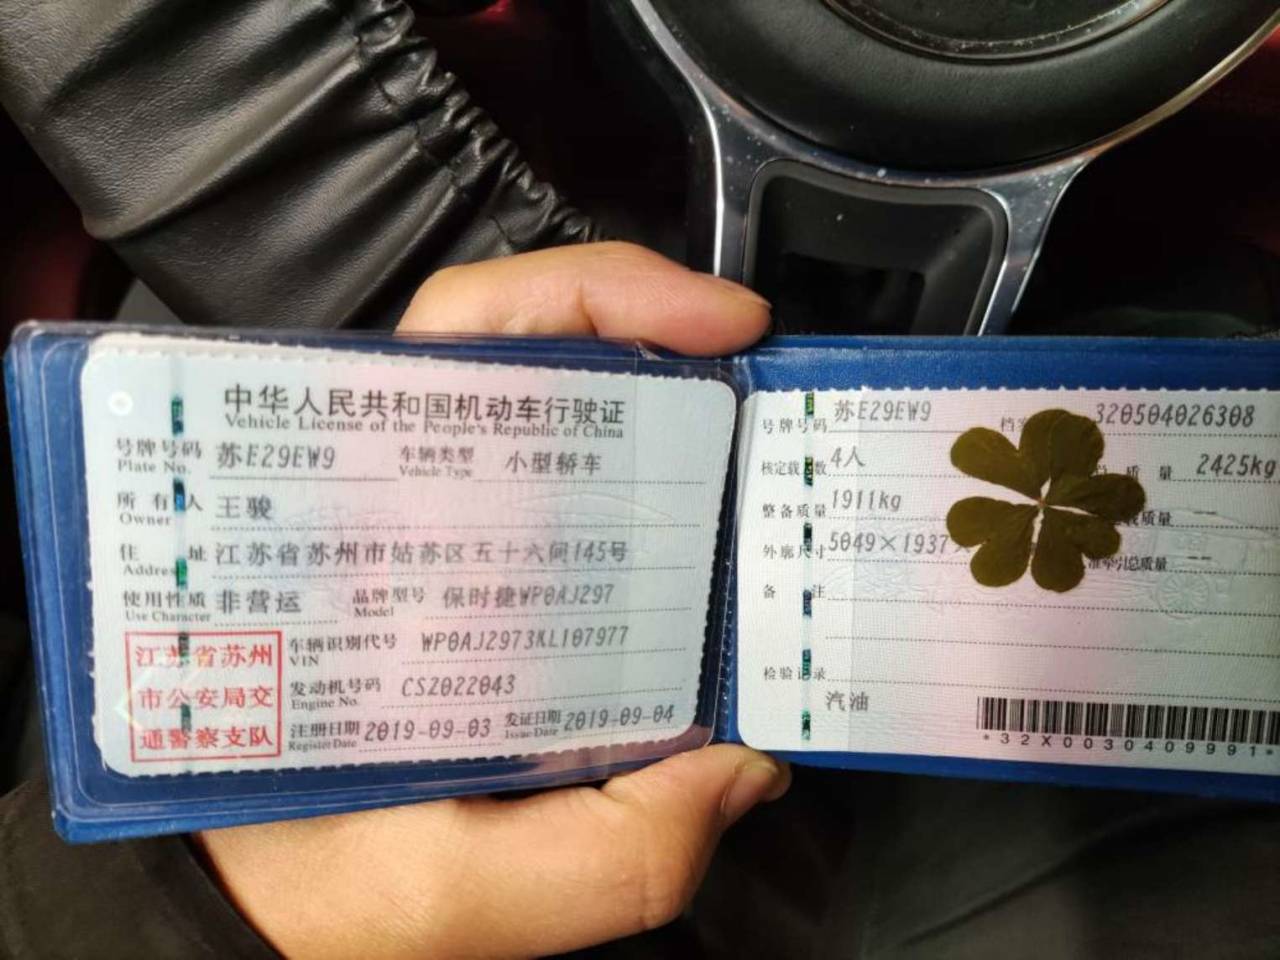 中华人民共和国机动车行驶证
Vehicle License of the People's Republic of China
号牌号码 苏E29EW9 车辆类型 小型轿车
Plate No. Vehicle Type
所有人 王骏
Owner
住址 江苏省苏州市姑苏区五十六间145号
Address
使用性质 非营运 品牌型号 保时捷WP0AJ297
Use Character Model
车辆识别代号 WP0AJ2973KL107977
VIN
发动机号码 CSZ022043
Engine No.
注册日期 2019-09-03 发证日期 2019-09-04
Register Date Issue Date
江苏省苏州
市公安局交
通警察支队
号牌号码 苏E29EW9 档 320504026308
核定载 数 4人 质量 2425kg
整备质量 1911kg 质量 --
外廓尺寸 5049×1937× 总质量 --
备注
检验记录
汽油
*32X0030409991*